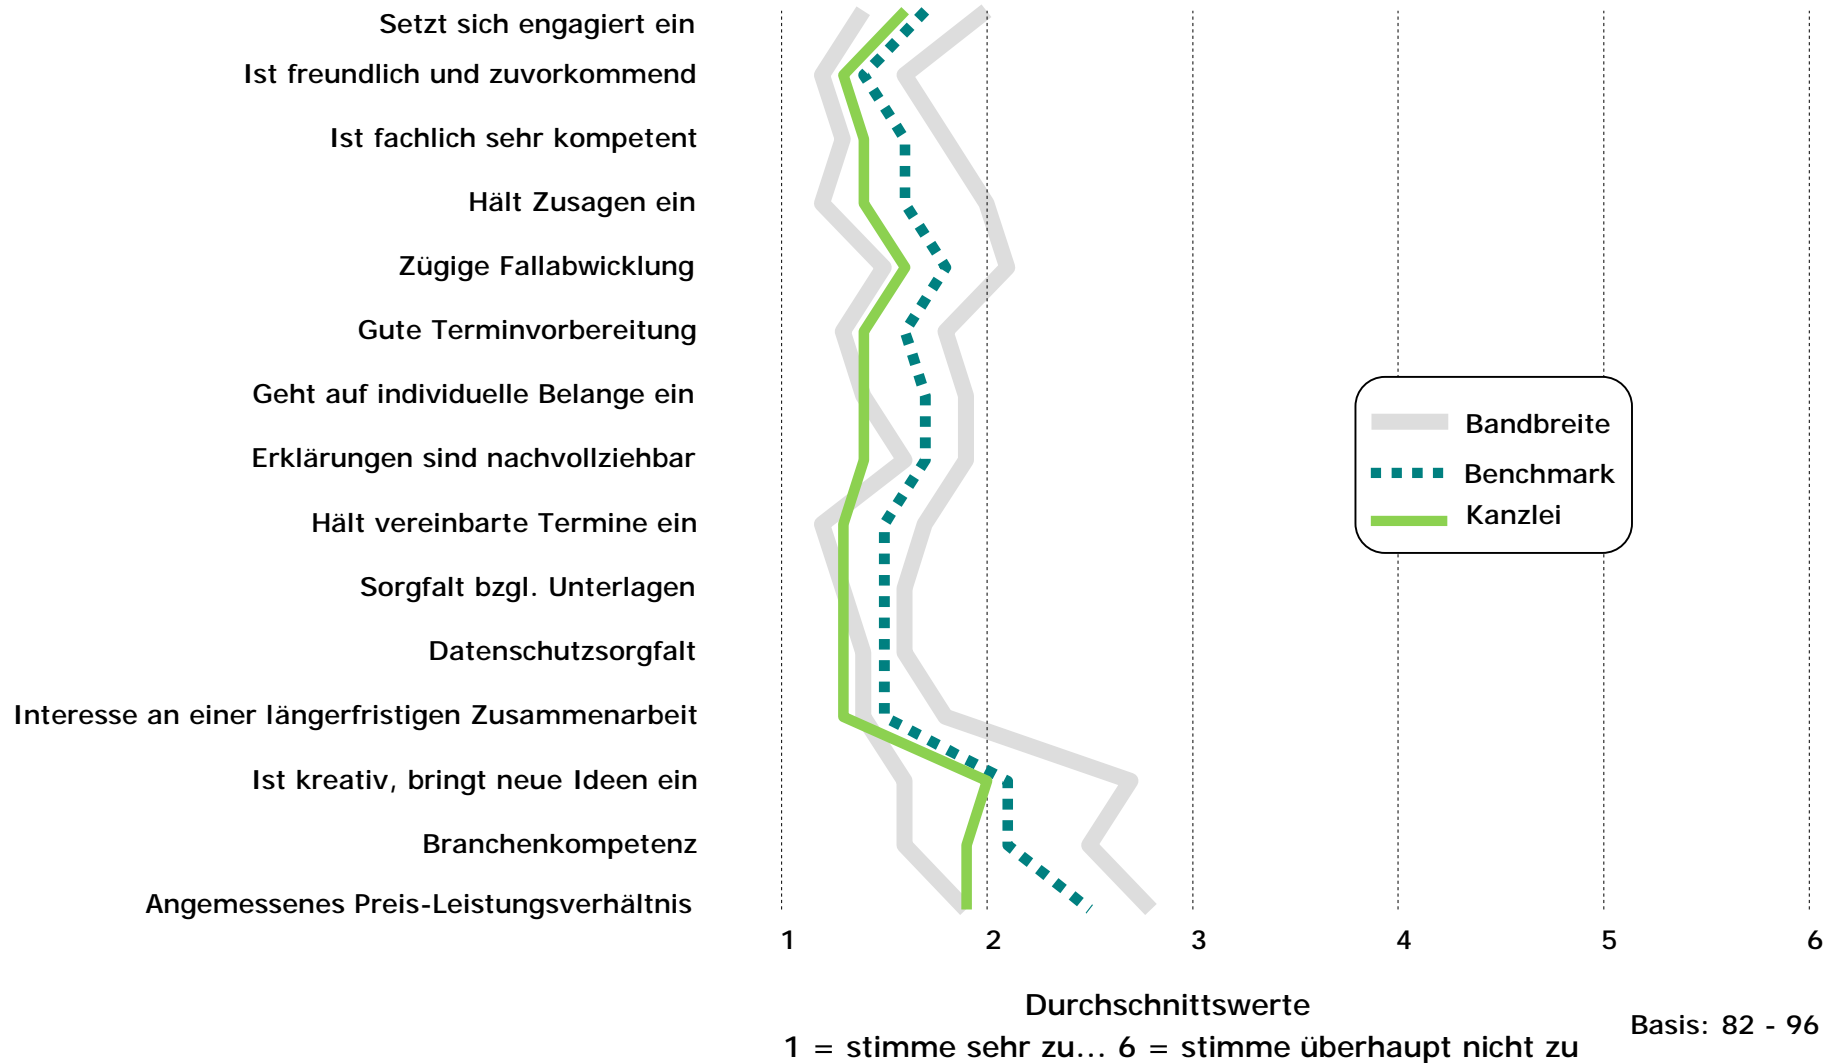 Setzt sich engagiert ein
Ist freundlich und zuvorkommend
Ist fachlich sehr kompetent
Hält Zusagen ein
Zügige Fallabwicklung
Gute Terminvorbereitung
Geht auf individuelle Belange ein
Erklärungen sind nachvollziehbar
Hält vereinbarte Termine ein
Sorgfalt bzgl. Unterlagen
Datenschutzsorgfalt
Interesse an einer längerfristigen Zusammenarbeit
Ist kreativ, bringt neue Ideen ein
Branchenkompetenz
Angemessenes Preis-Leistungsverhältnis
Bandbreite
Benchmark
Kanzlei
1 2 3 4 5 6
Durchschnittswerte
1 = stimme sehr zu... 6 = stimme überhaupt nicht zu
Basis: 82 - 96